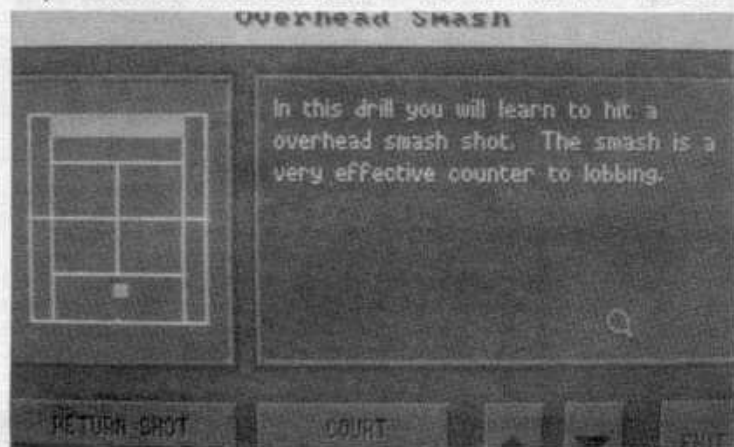 Overhead Smash
In this drill you will learn to hit a
overhead smash shot. The smash is a
very effective counter to lobbing.
RETURN SHOT
COURT
EXIT